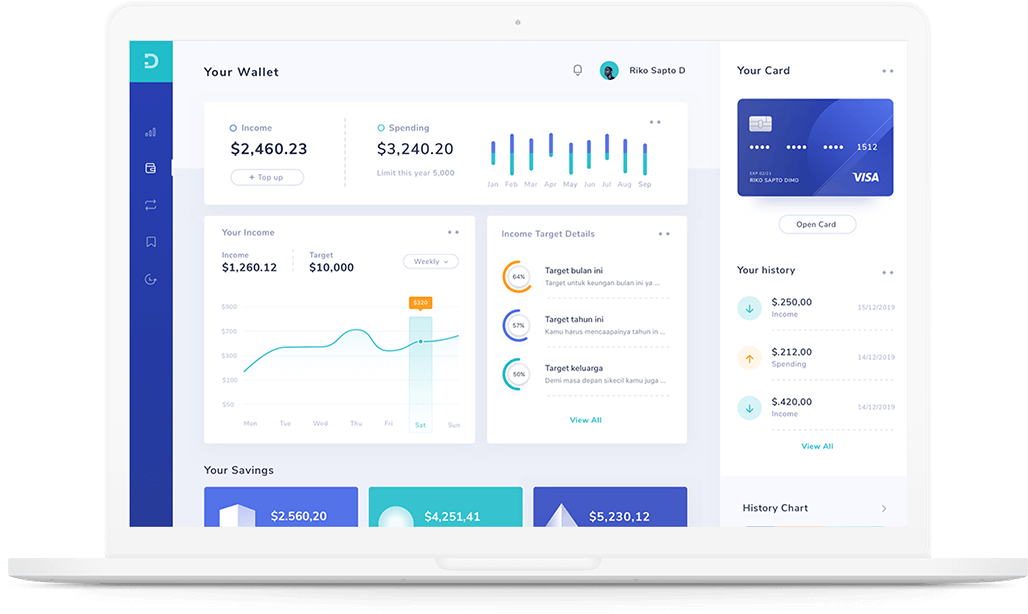 Your Wallet
Riko Sapto D
Income
$2,460.23
+ Top up
Spending
$3,240.20
Limit this year 5,000
Jan Feb Mar Apr May Jun Jul Aug Sep
Your Income
Income
$1,260.12
Target
$10,000
Weekly
$320
$900
$700
$300
$100
$50
Mon Tue Wed Thu Fri Sat Sun
Income Target Details
64%
Target bulan ini
Target untuk keungan bulan ini ya ...
57%
Target tahun ini
Kamu harus mencaapainya tahun in ...
50%
Target keluarga
Demi masa depan sikecil kamu juga ...
View All
Your Savings
$2.560,20
$4,251,41
$5,230,12
Your Card
•••• •••• •••• 1512
EXP 02/21
RIKO SAPTO DIMO
VISA
Open Card
Your history
$.250,00
Income
15/12/2019
$.212,00
Spending
14/12/2019
$.420,00
Income
14/12/2019
View All
History Chart